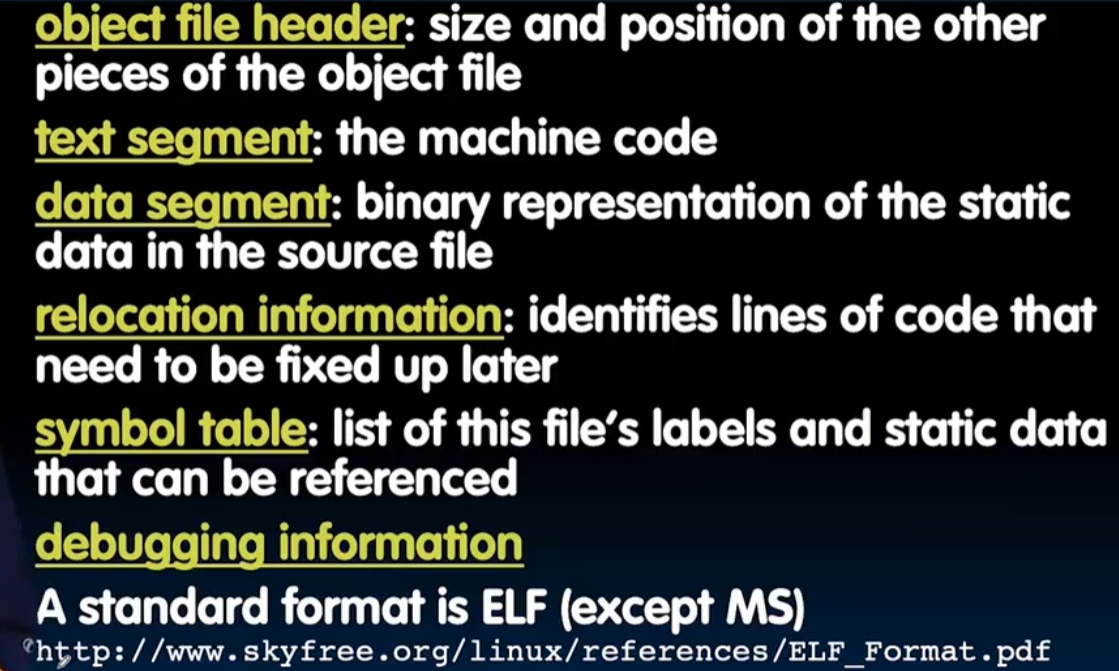 object file header: size and position of the other
pieces of the object file
text segment: the machine code
data segment: binary representation of the static
data in the source file
relocation information: identifies lines of code that
need to be fixed up later
symbol table: list of this file’s labels and static data
that can be referenced
debugging information
A standard format is ELF (except MS)
http://www.skyfree.org/linux/references/ELF_Format.pdf